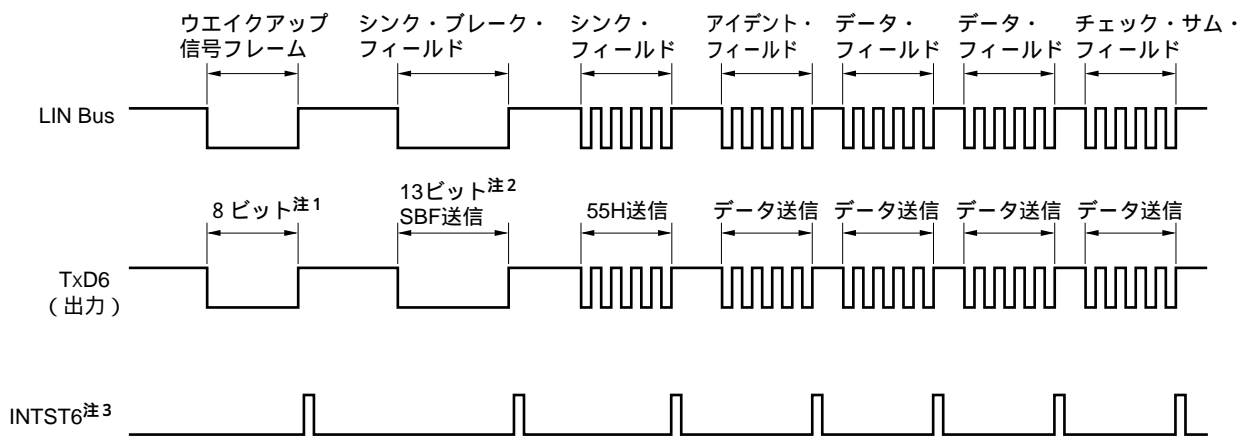 ウエイクアップ
信号フレーム
シンク・ブレーク・
フィールド
シンク・
フィールド
アイデント・
フィールド
データ・
フィールド
データ・
フィールド
チェック・サム・
フィールド
LIN Bus
8 ビット注1
13ビット注2
SBF送信
55H送信
データ送信
データ送信
データ送信
データ送信
TxD6
(出力)
INTST6注3